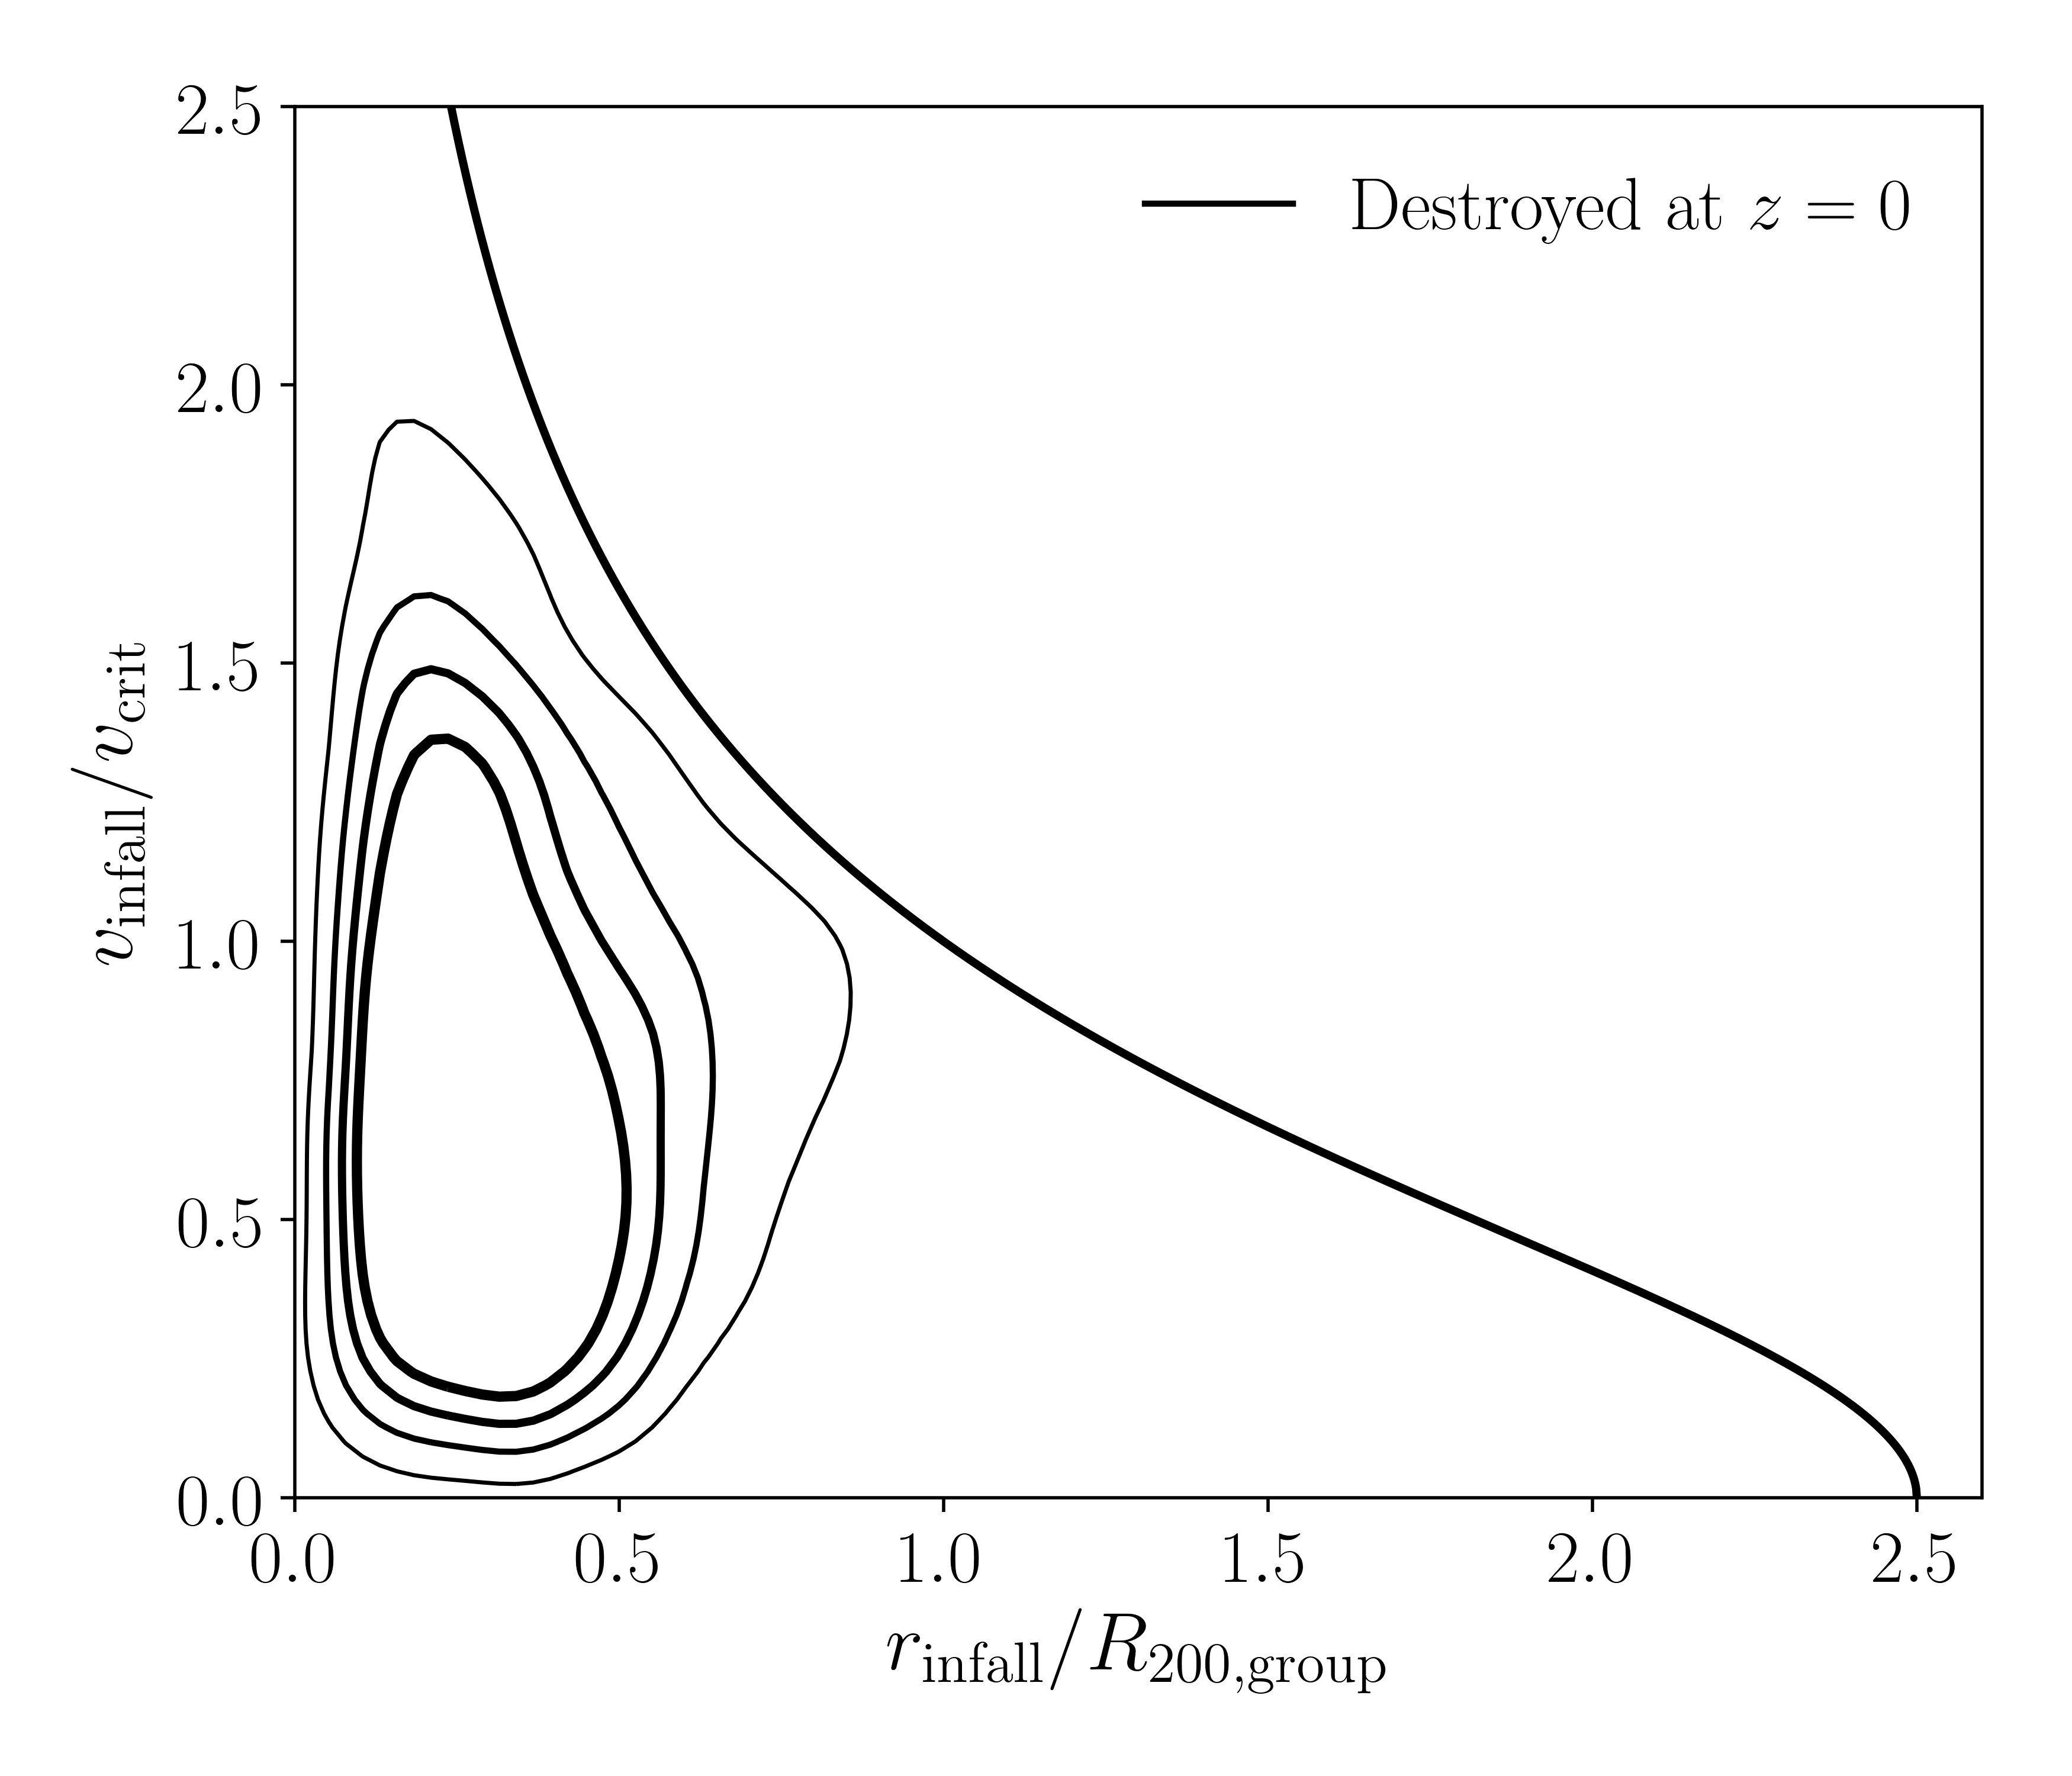 2.5
Destroyed at z = 0
2.0
1.5
v_infall/v_crit
1.0
0.5
0.0
0.0 0.5 1.0 1.5 2.0 2.5
r_infall/R_200,group